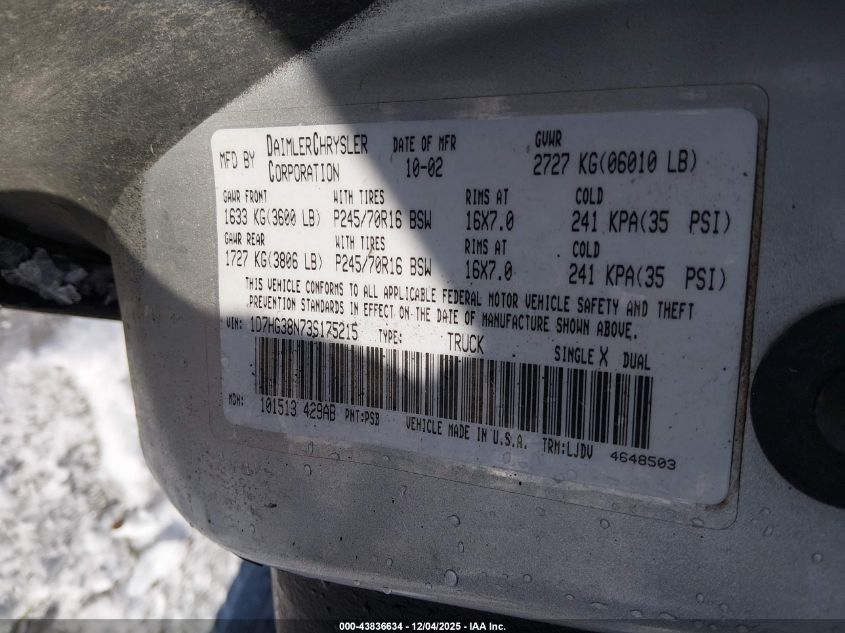 MFD BY DAIMLERCHRYSLER CORPORATION DATE OF MFR 10-02 GVWR 2727 KG(06010 LB)
GAWR FRONT WITH TIRES RIMS AT COLD
1633 KG(3600 LB) P245/70R16 BSW 16X7.0 241 KPA(35 PSI)
GAWR REAR WITH TIRES RIMS AT COLD
1727 KG(3806 LB) P245/70R16 BSW 16X7.0 241 KPA(35 PSI)
THIS VEHICLE CONFORMS TO ALL APPLICABLE FEDERAL MOTOR VEHICLE SAFETY AND THEFT
PREVENTION STANDARDS IN EFFECT ON THE DATE OF MANUFACTURE SHOWN ABOVE.
VIN: 1D7HG38N73S175215 TYPE: TRUCK SINGLE X DUAL
MDH: 101513 429AB PNT:PSB VEHICLE MADE IN U.S.A. TRM:LJDV 4648503
000-43836634 - 12/04/2025 - IAA Inc.